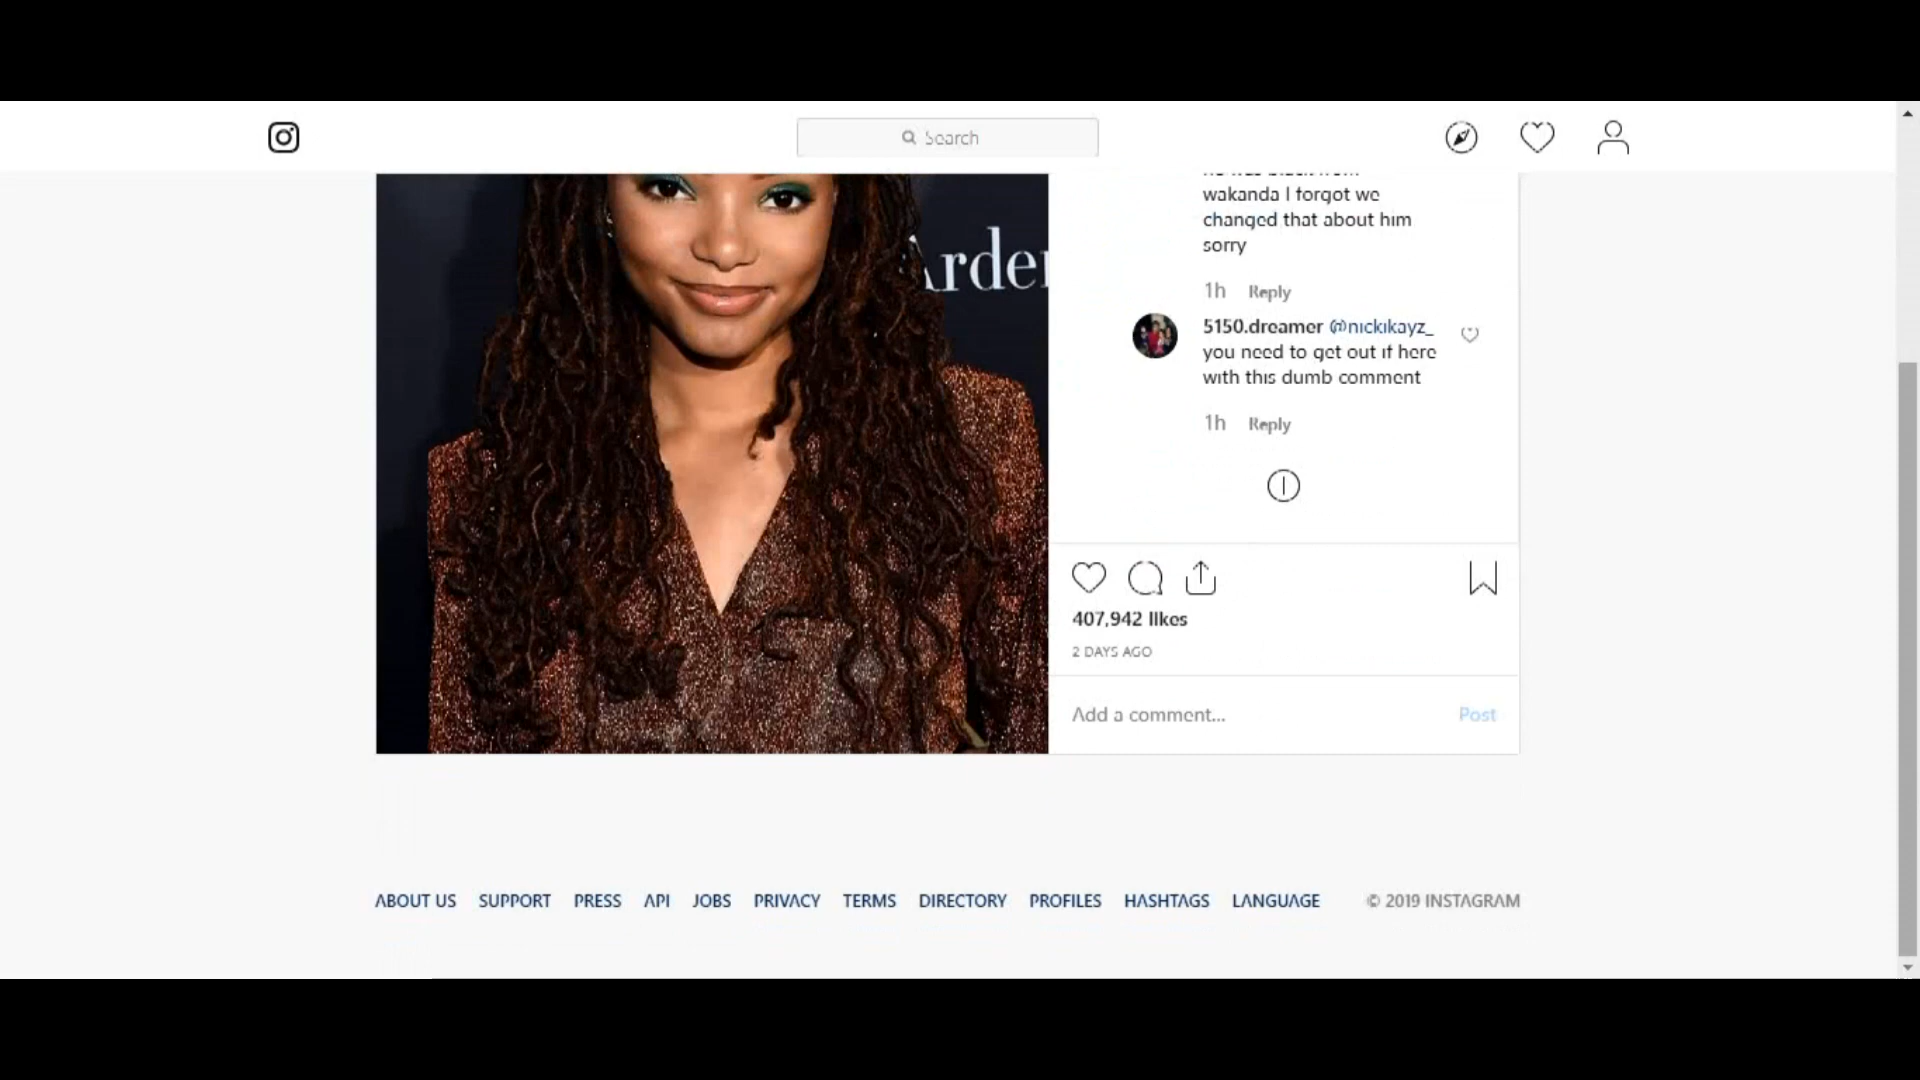 Search
Arde
wakanda I forgot we
changed that about him
sorry
1h Reply
5150.dreamer @nickikayz_
you need to get out if here
with this dumb comment
1h Reply
407,942 likes
2 DAYS AGO
Add a comment... Post
ABOUT US SUPPORT PRESS API JOBS PRIVACY TERMS DIRECTORY PROFILES HASHTAGS LANGUAGE © 2019 INSTAGRAM